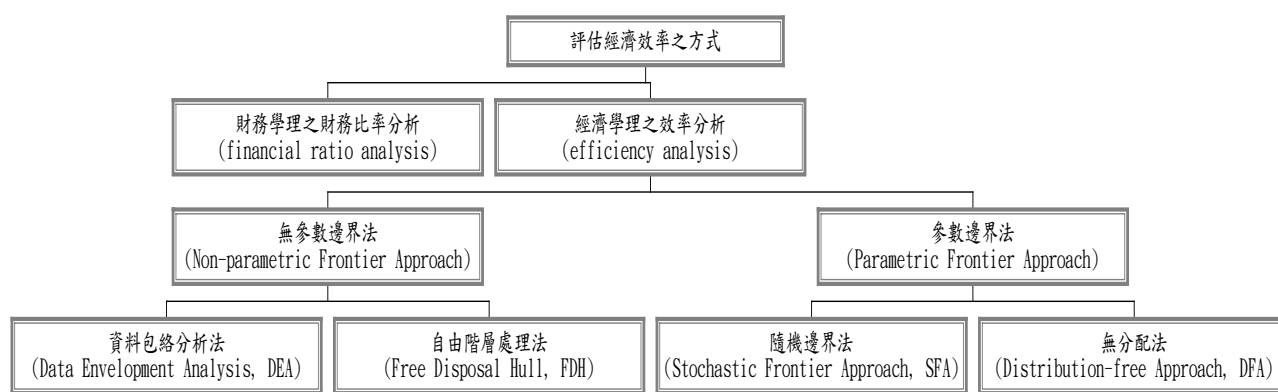 評估經濟效率之方式
財務學理之財務比率分析
(financial ratio analysis)
經濟學理之效率分析
(efficiency analysis)
無參數邊界法
(Non-parametric Frontier Approach)
參數邊界法
(Parametric Frontier Approach)
資料包絡分析法
(Data Envelopment Analysis, DEA)
自由階層處理法
(Free Disposal Hull, FDH)
隨機邊界法
(Stochastic Frontier Approach, SFA)
無分配法
(Distribution-free Approach, DFA)